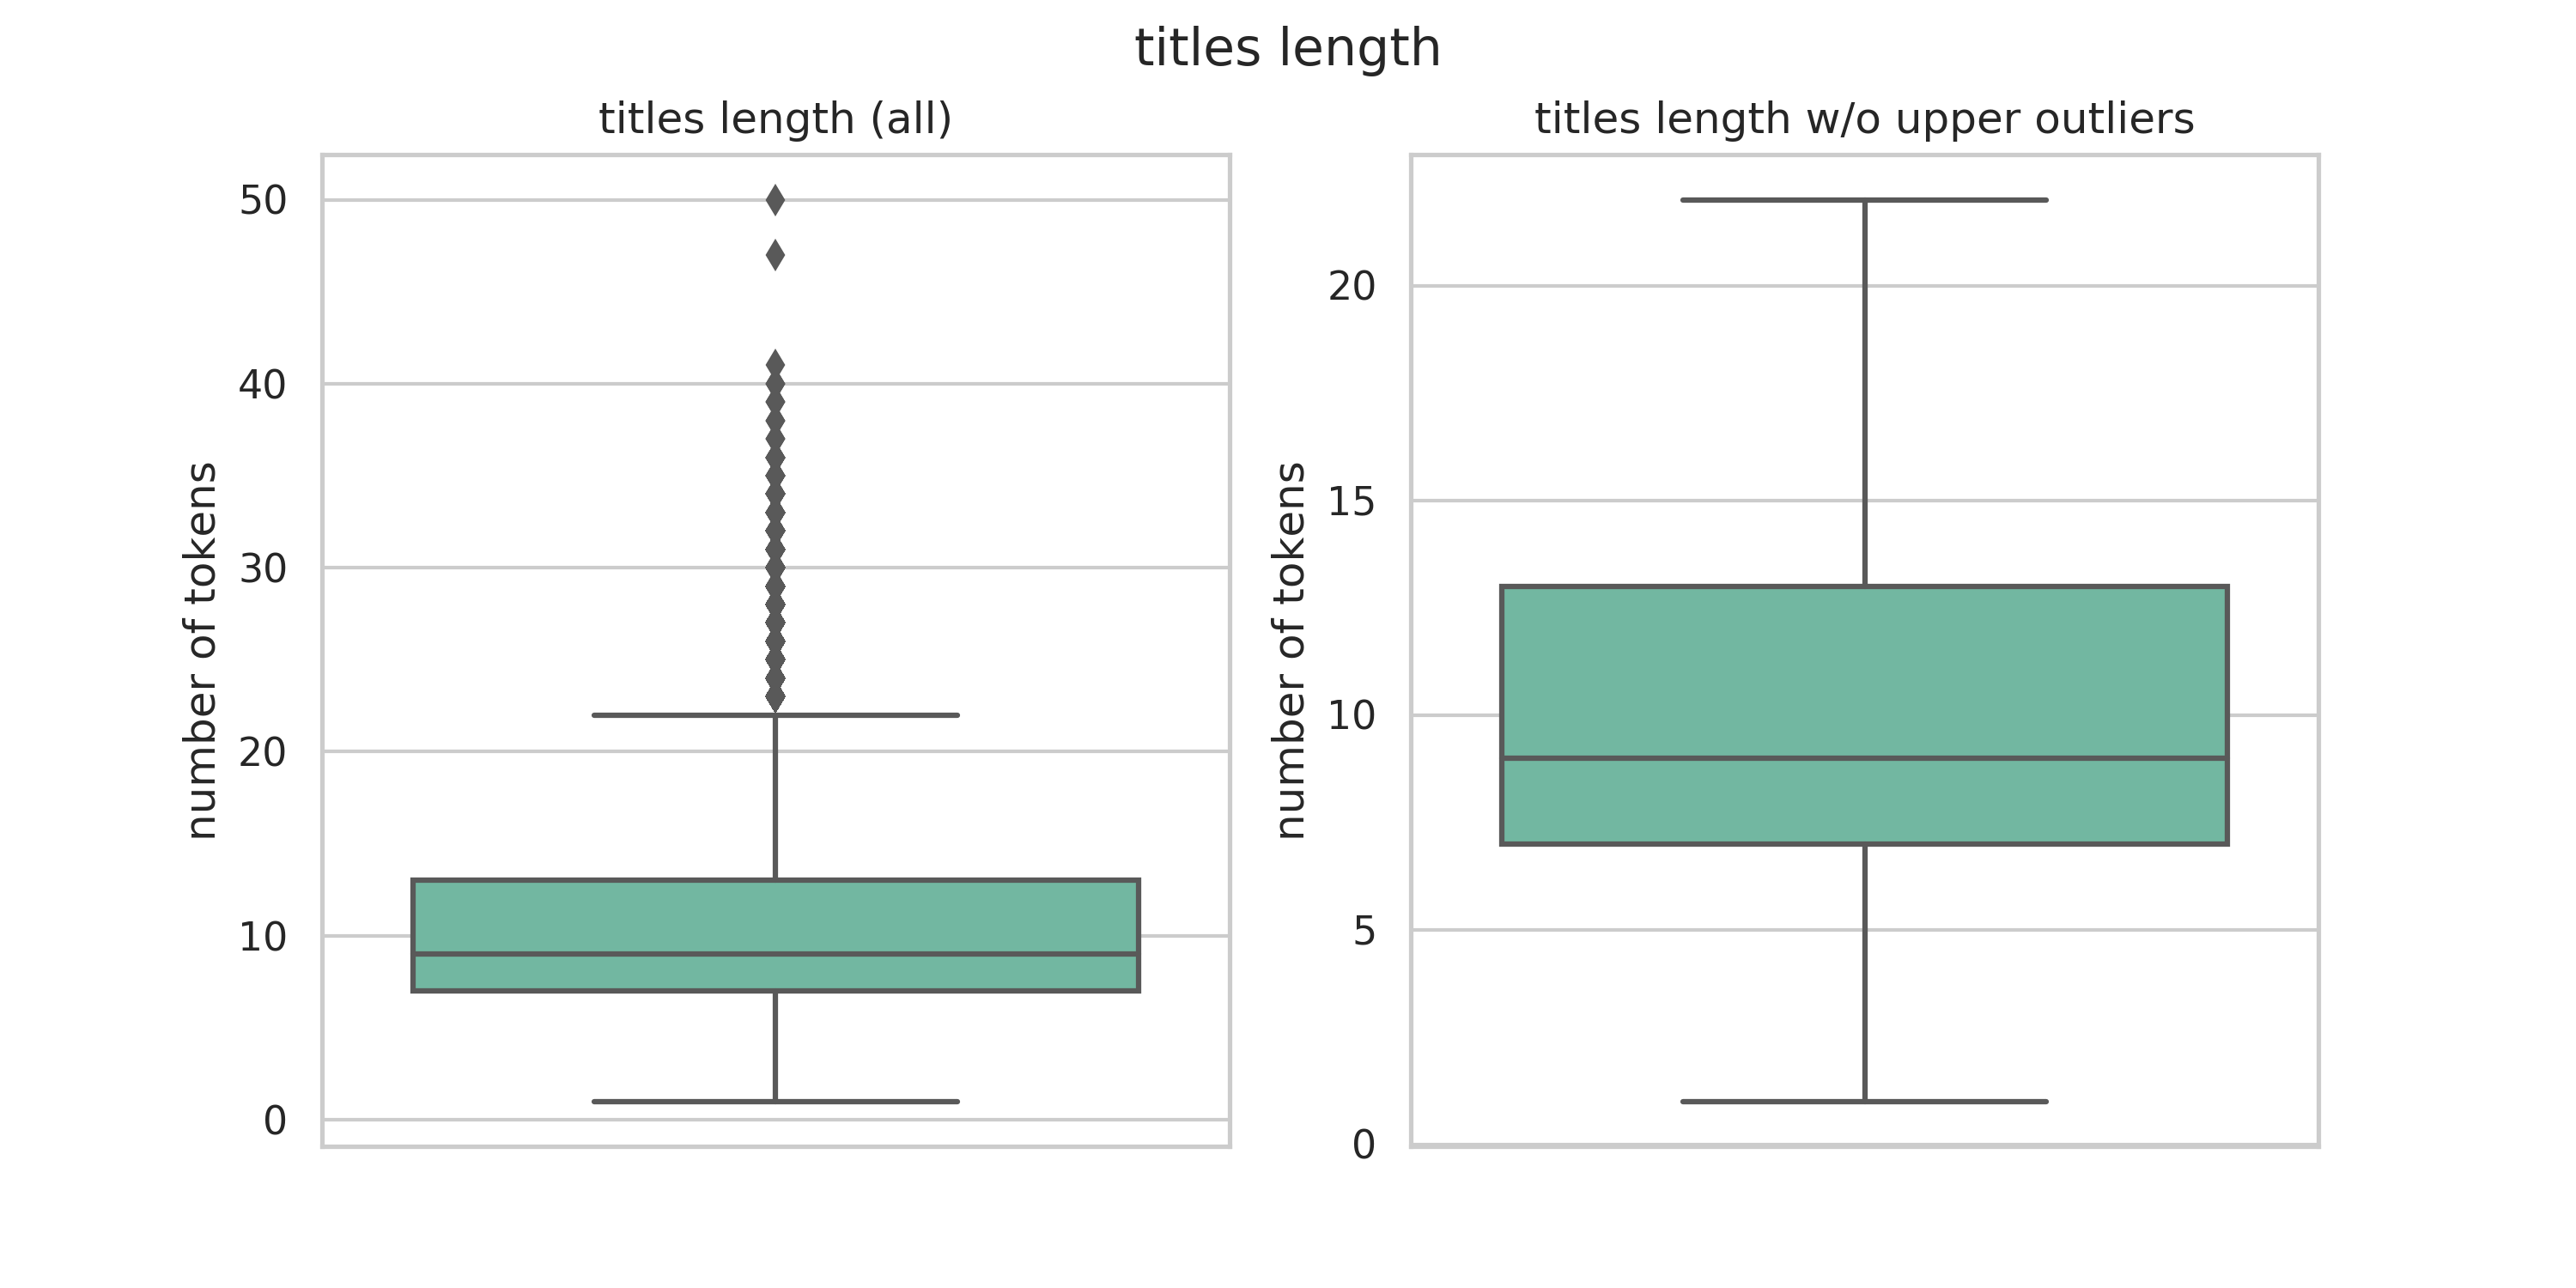 titles length
titles length (all)
50
40
30
20
10
0
number of tokens
titles length w/o upper outliers
20
15
10
5
0
number of tokens